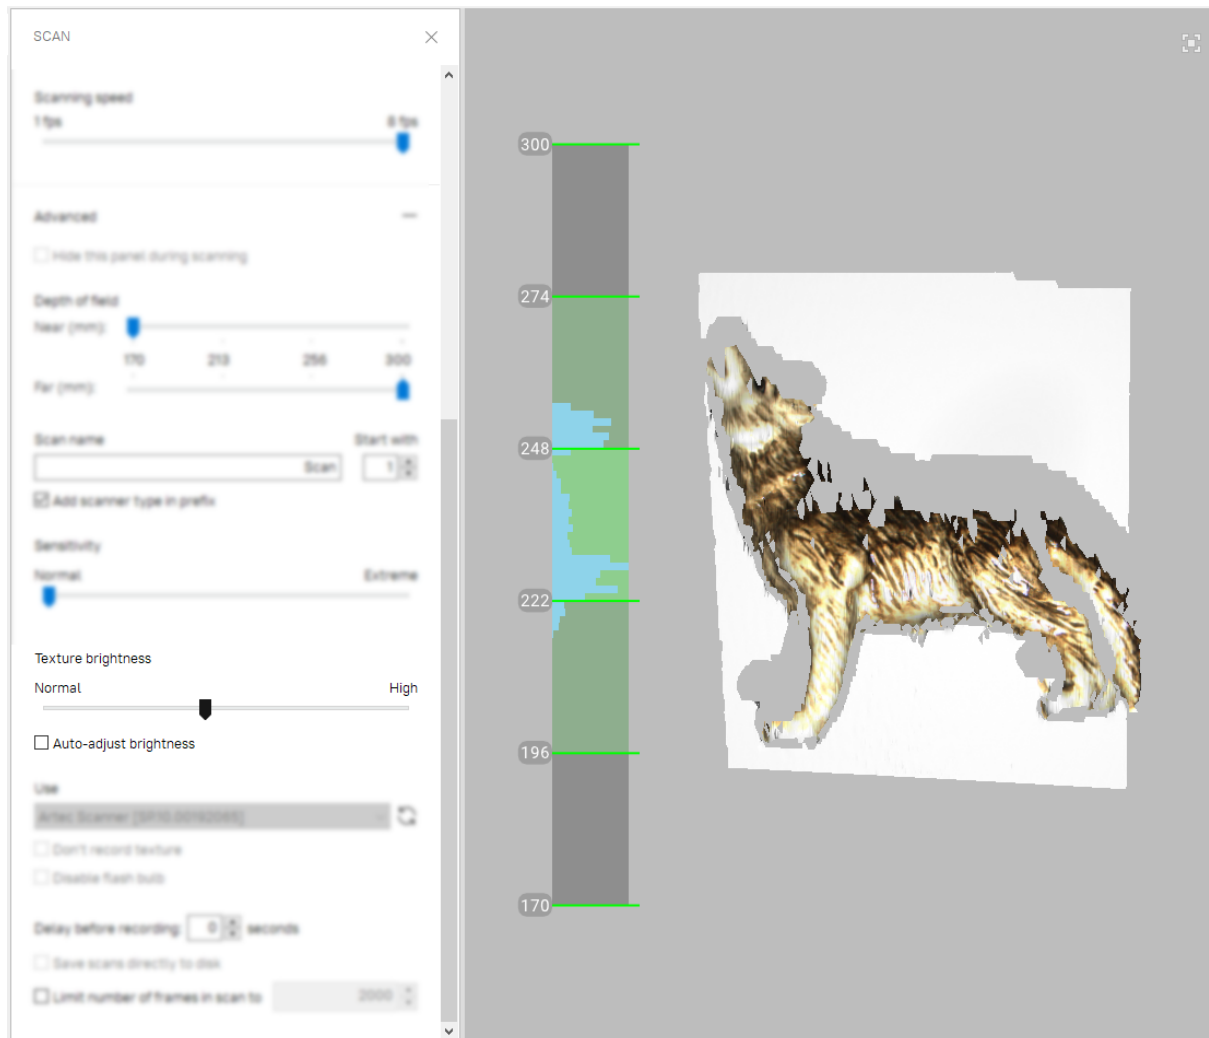 SCAN
Scanning speed
1 fps 8 fps
Advanced
Hide this panel during scanning
Depth of field
Near (mm):
170 213 256 300
Far (mm):
Scan name Start with
Scan 1
Add scanner type in prefix
Sensitivity
Normal Extreme
Texture brightness
Normal High
Auto-adjust brightness
Use
Artec Scanner
Don't record texture
Disable flash bulb
Delay before recording: 0 seconds
Save scans directly to disk
Limit number of frames in scan to 2000
300
274
248
222
196
170